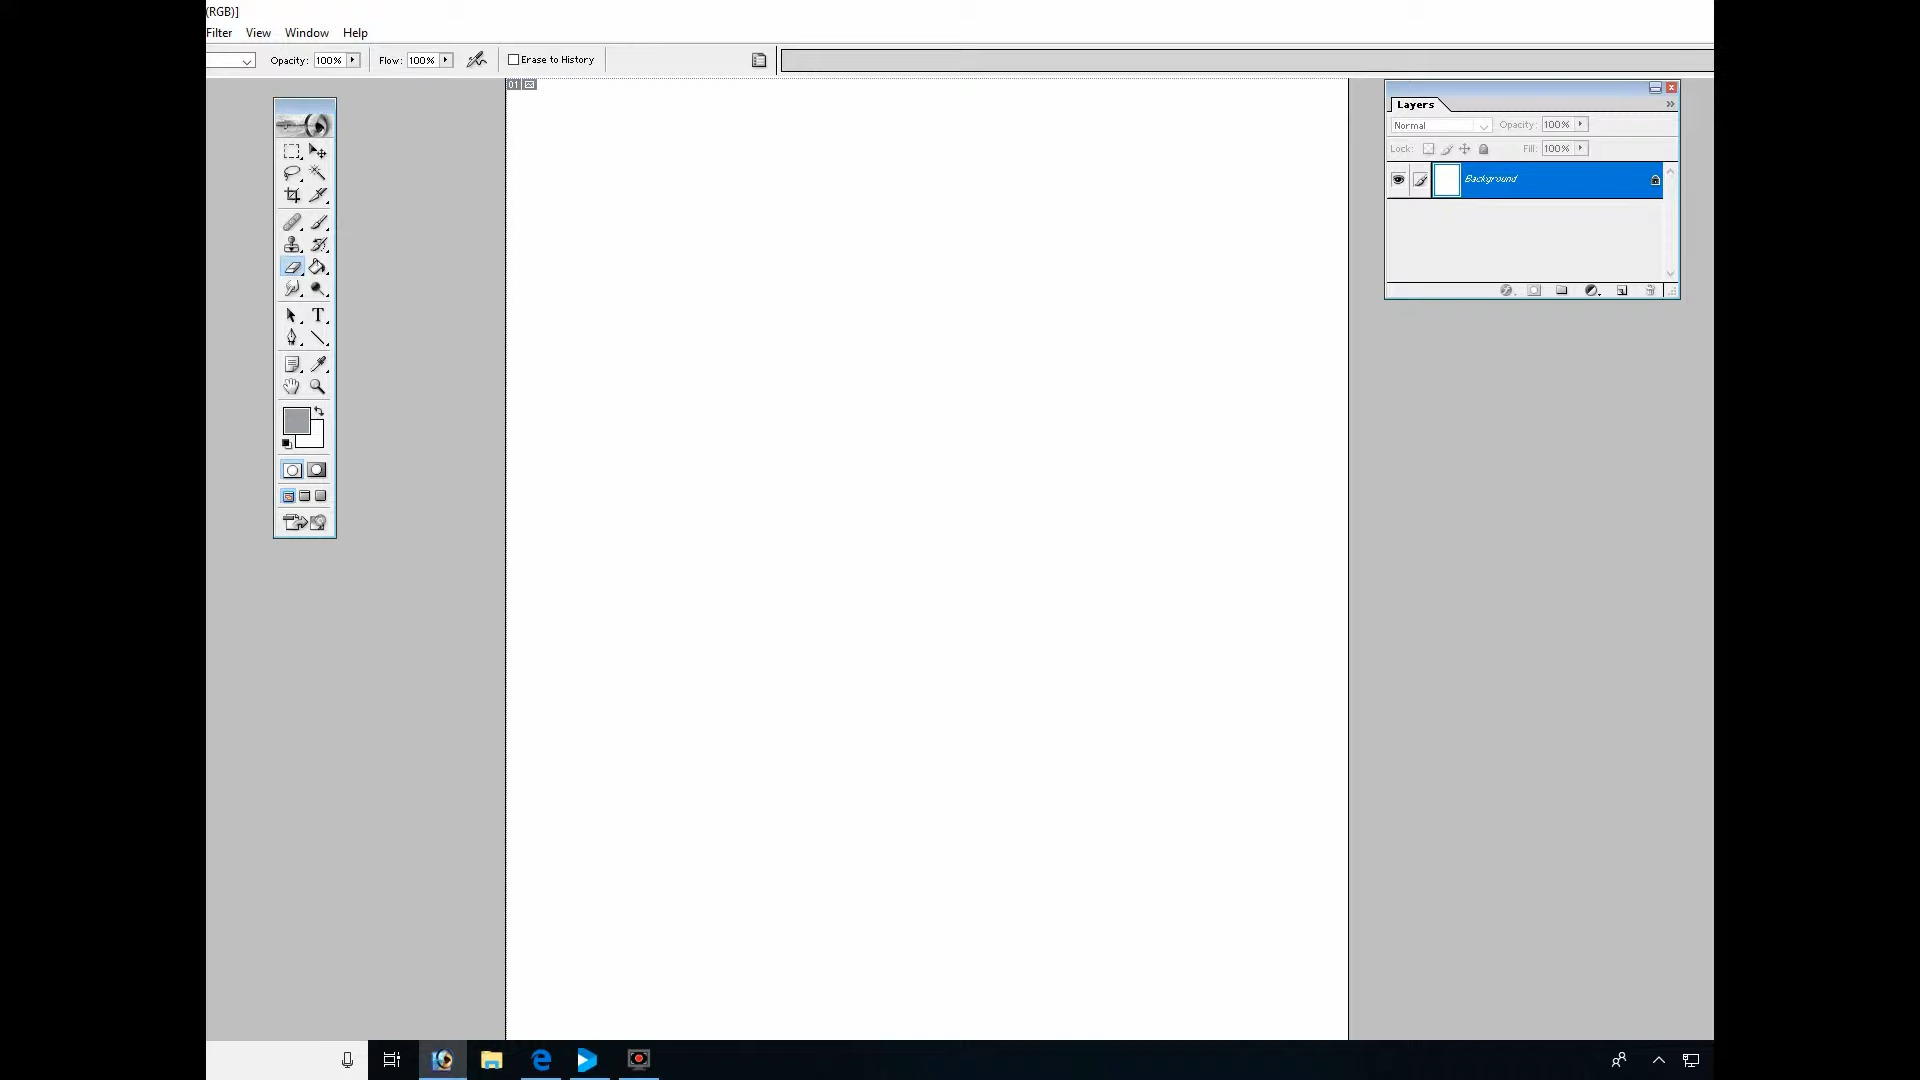 (RGB)]
Filter View Window Help
Opacity: 100% Flow: 100% Erase to History
01
Layers
Normal Opacity: 100%
Lock: Fill: 100%
Background